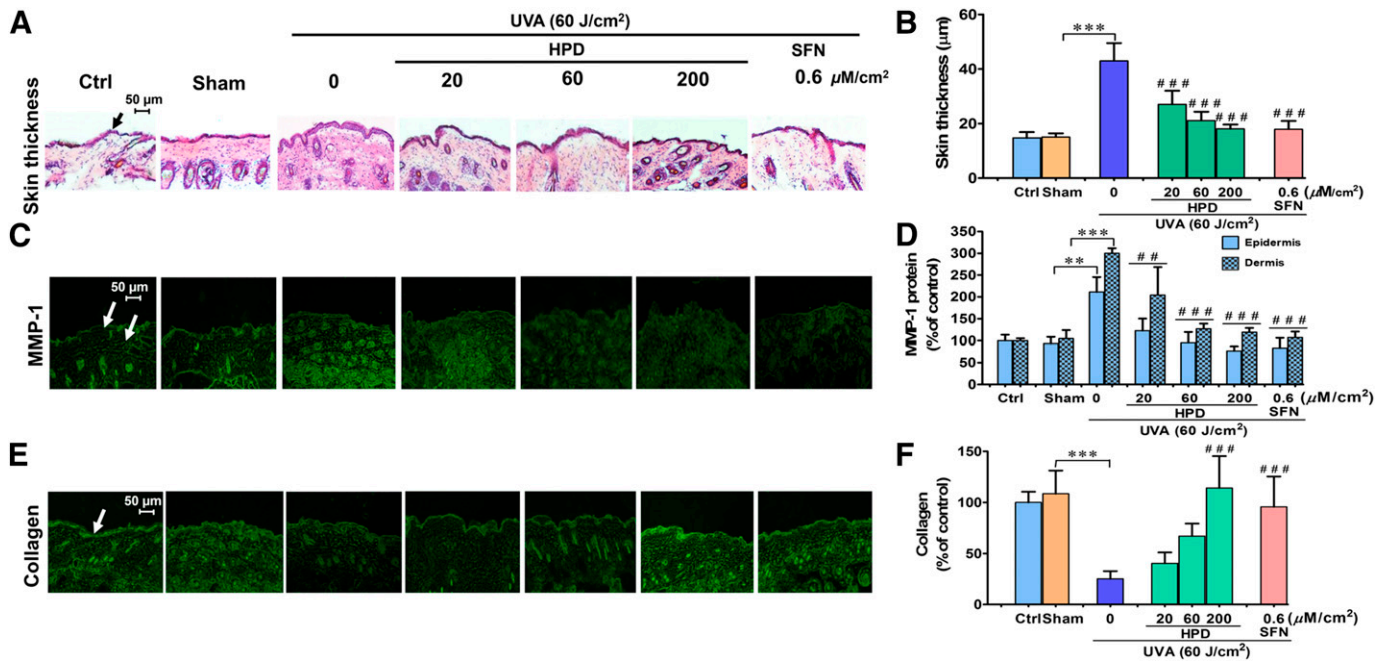 A
UVA (60 J/cm²)
HPD
SFN
Ctrl Sham 0 20 60 200 0.6 μM/cm²
50 μm
Skin thickness
B
Skin thickness (μm)
60
40
20
0
***
# # #
# # #
# # #
# # #
Ctrl Sham 0 20 60 200 0.6 (μM/cm²)
HPD SFN
UVA (60 J/cm²)
C
MMP-1
50 μm
D
MMP-1 protein
(%of control)
350
300
250
200
150
100
50
0
Epidermis
Dermis
**
***
# #
# # #
# # #
# # #
Ctrl Sham 0 20 60 200 0.6 (μM/cm²)
HPD SFN
UVA (60 J/cm²)
E
Collagen
50 μm
F
Collagen
(%of control)
150
100
50
0
***
# # #
# # #
Ctrl Sham 0 20 60 200 0.6 (μM/cm²)
HPD SFN
UVA (60 J/cm²)